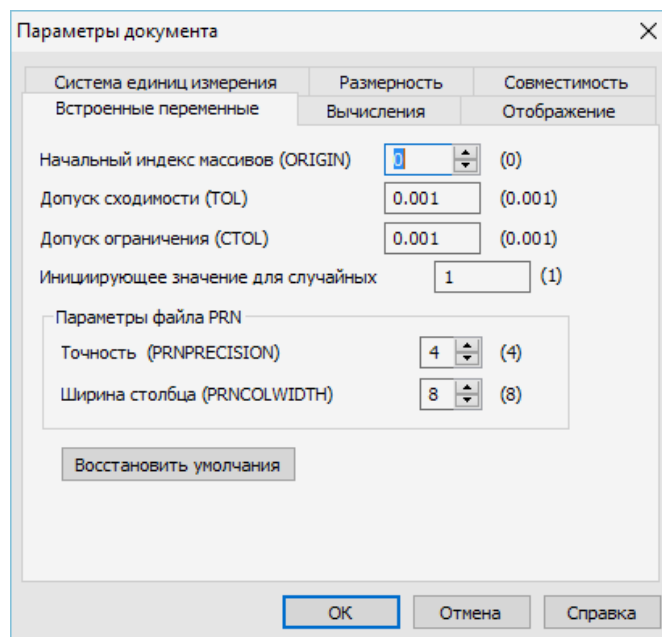 Параметры документа
Система единиц измерения Размерность Совместимость
Встроенные переменные Вычисления Отображение
Начальный индекс массивов (ORIGIN) 0 (0)
Допуск сходимости (TOL) 0.001 (0.001)
Допуск ограничения (CTOL) 0.001 (0.001)
Инициирующее значение для случайных 1 (1)
Параметры файла PRN
Точность (PRNPRECISION) 4 (4)
Ширина столбца (PRNCOLWIDTH) 8 (8)
Восстановить умолчания
OK Отмена Справка